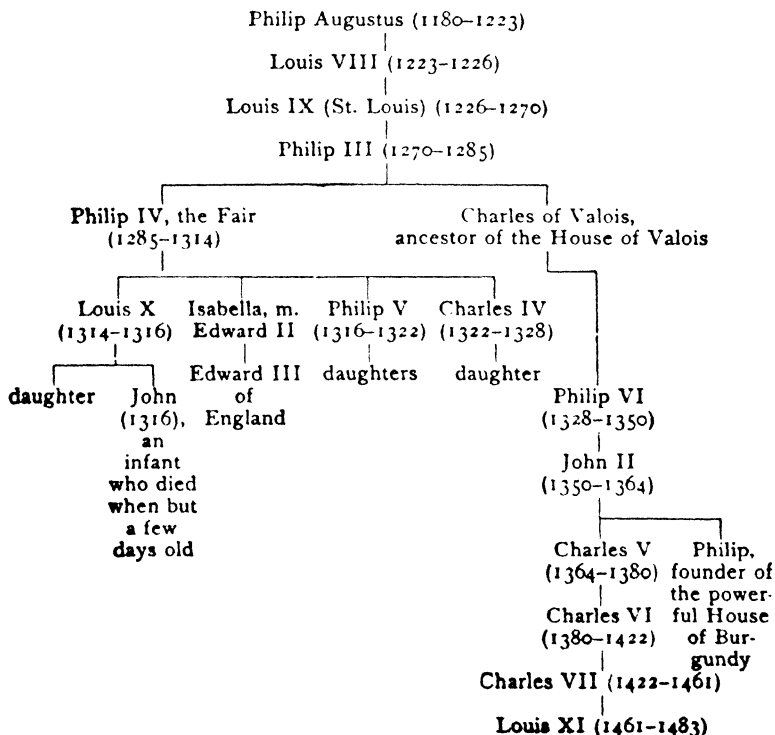 Philip Augustus (1180–1223)
Louis VIII (1223–1226)
Louis IX (St. Louis) (1226–1270)
Philip III (1270–1285)
Philip IV, the Fair
(1285–1314)
Charles of Valois,
ancestor of the House of Valois
Louis X
(1314–1316)
Isabella, m.
Edward II
Philip V
(1316–1322)
Charles IV
(1322–1328)
daughter
John
(1316),
an
infant
who died
when but
a few
days old
Edward III
of
England
daughters
daughter
Philip VI
(1328–1350)
John II
(1350–1364)
Charles V
(1364–1380)
Philip,
founder of
the power-
ful House
of Bur-
gundy
Charles VI
(1380–1422)
Charles VII (1422–1461)
Louis XI (1461–1483)